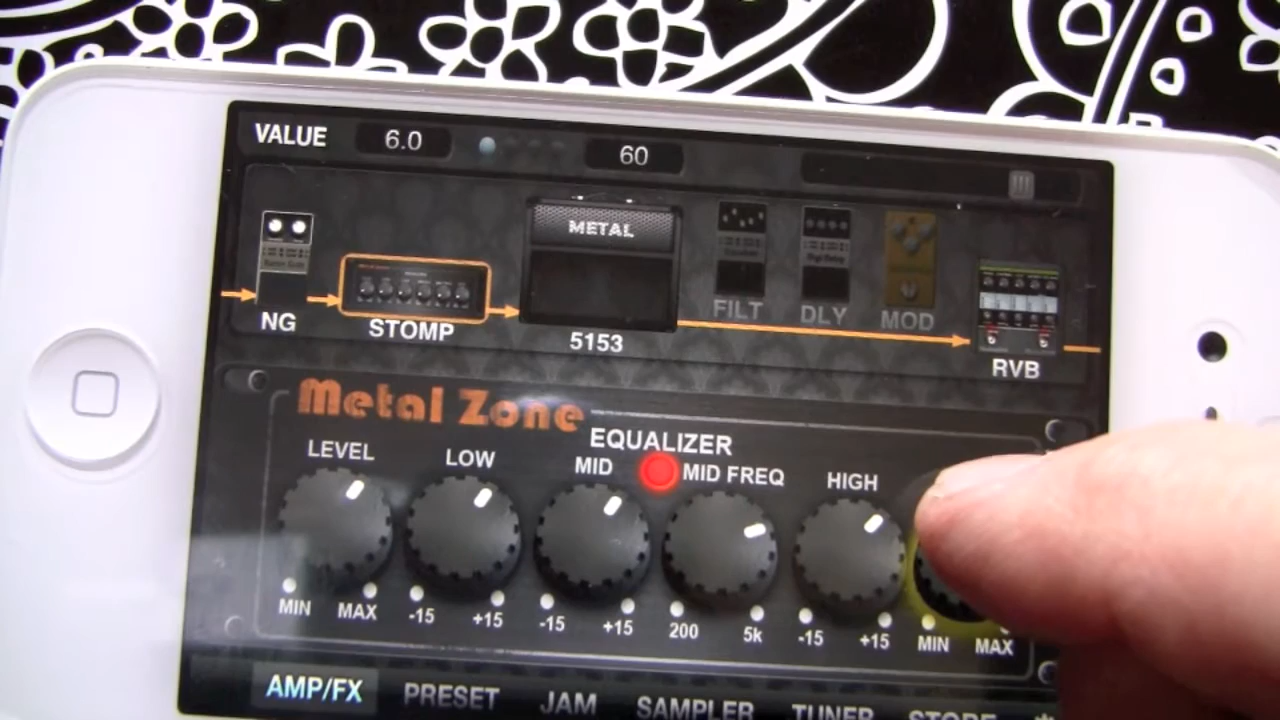 VALUE 6.0 60
METAL
NG STOMP 5153 FILT DLY MOD RVB
Metal Zone
EQUALIZER
LEVEL LOW MID MID FREQ HIGH
MIN MAX -15 +15 -15 +15 200 5k -15 +15 MIN MAX
AMP/FX PRESET JAM SAMPLER TUNER STORE